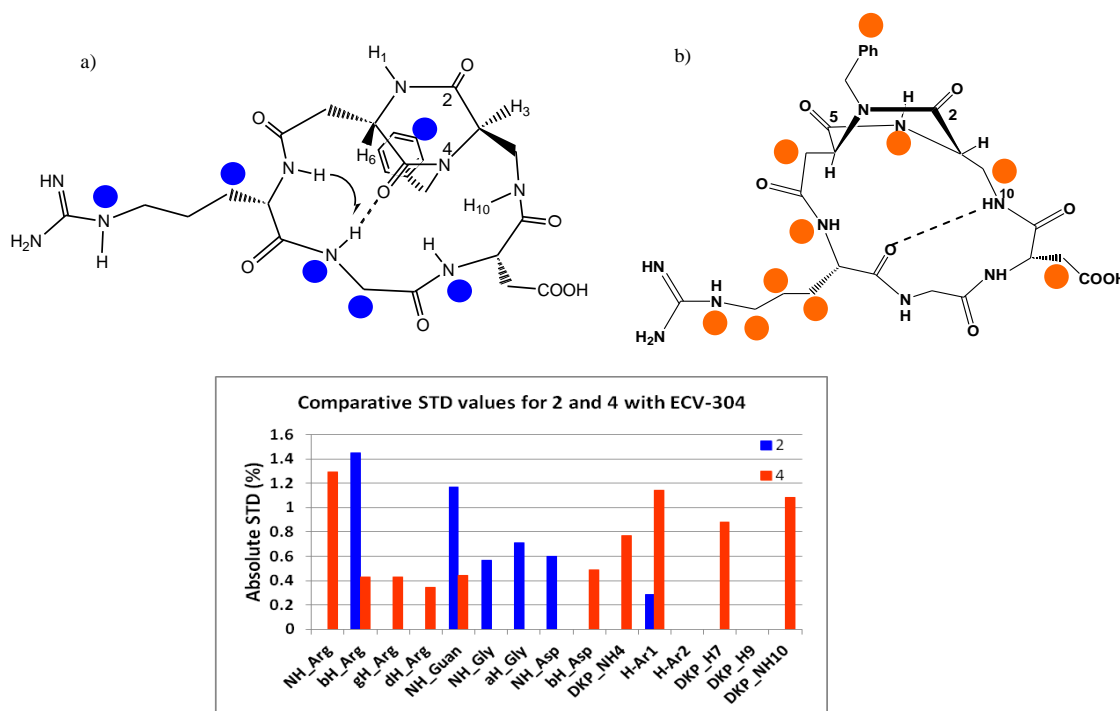 a)
H1
N
O
2
H3
4
N
O
H6
O
N
H
H
N
HN
N
H
H2N
O
N
H10
O
H
N
O
COOH
b)
Ph
O
5
N
H
N
O
2
H
H
O
NH
HN
10
O
O
NH
COOH
HN
N
H
H2N
O
N
H
O
Comparative STD values for 2 and 4 with ECV-304
Absolute STD (%)
1.6
1.4
1.2
1
0.8
0.6
0.4
0.2
0
2
4
NH_Arg
bH_Arg
gH_Arg
dH_Arg
NH_Guan
NH_Gly
aH_Gly
NH_Asp
bH_Asp
DKP_NH4
H-Ar1
H-Ar2
DKP_H7
DKP_H9
DKP_NH10